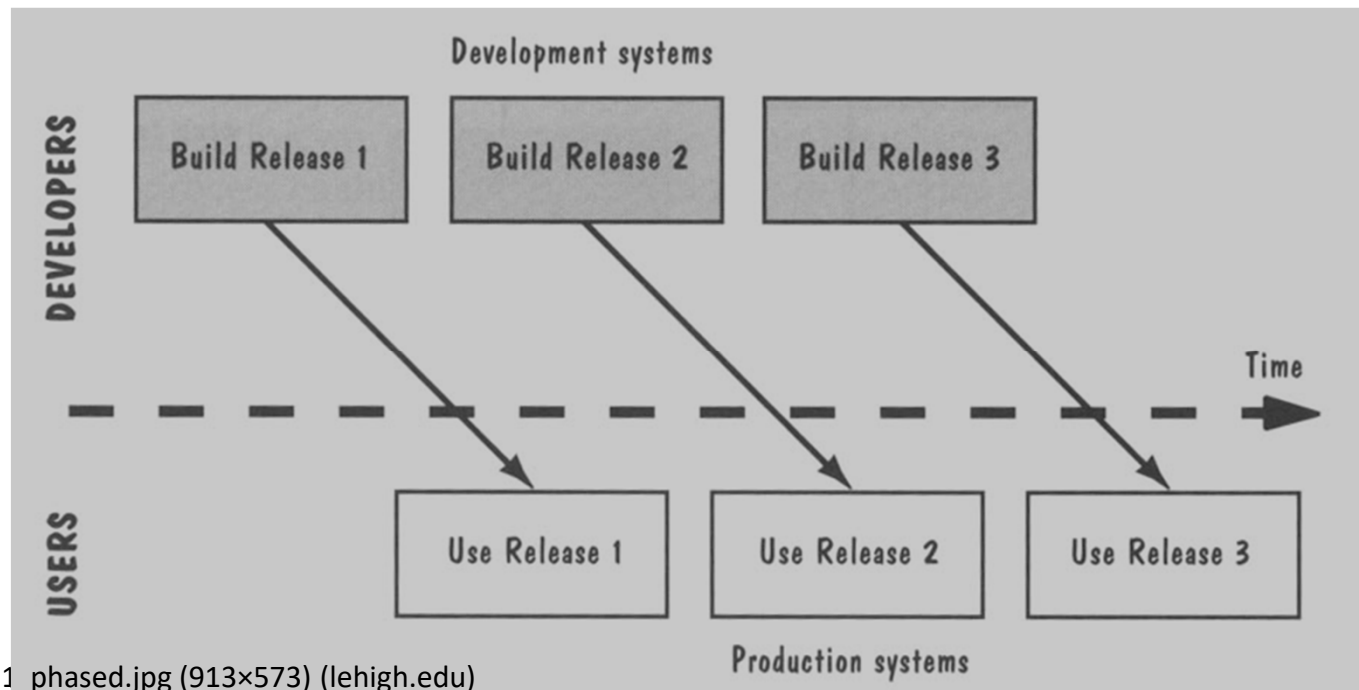 Development systems
DEVELOPERS
Build Release 1
Build Release 2
Build Release 3
Time
USERS
Use Release 1
Use Release 2
Use Release 3
Production systems
1 phased.jpg (913×573) (lehigh.edu)